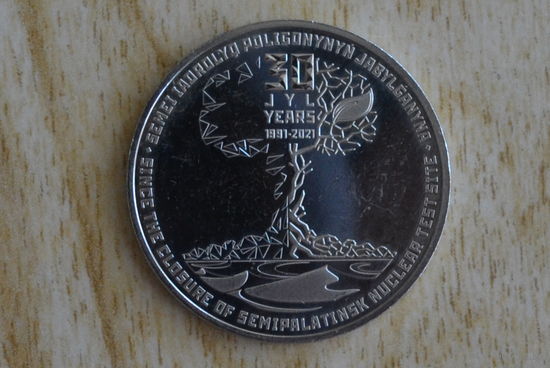 SEMEI IADROLYQ POLIGONYNYŃ JABYLǴANYNA
30
JYL
YEARS
1991-2021
SINCE THE CLOSURE OF SEMIPALATINSK NUCLEAR TEST SITE